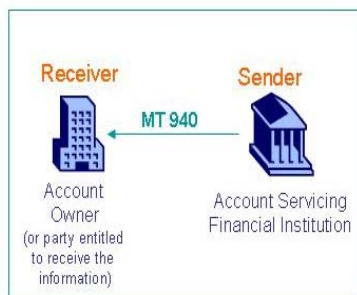 Receiver
Sender
MT 940
Account
Owner
(or party entitled
to receive the
information)
Account Servicing
Financial Institution